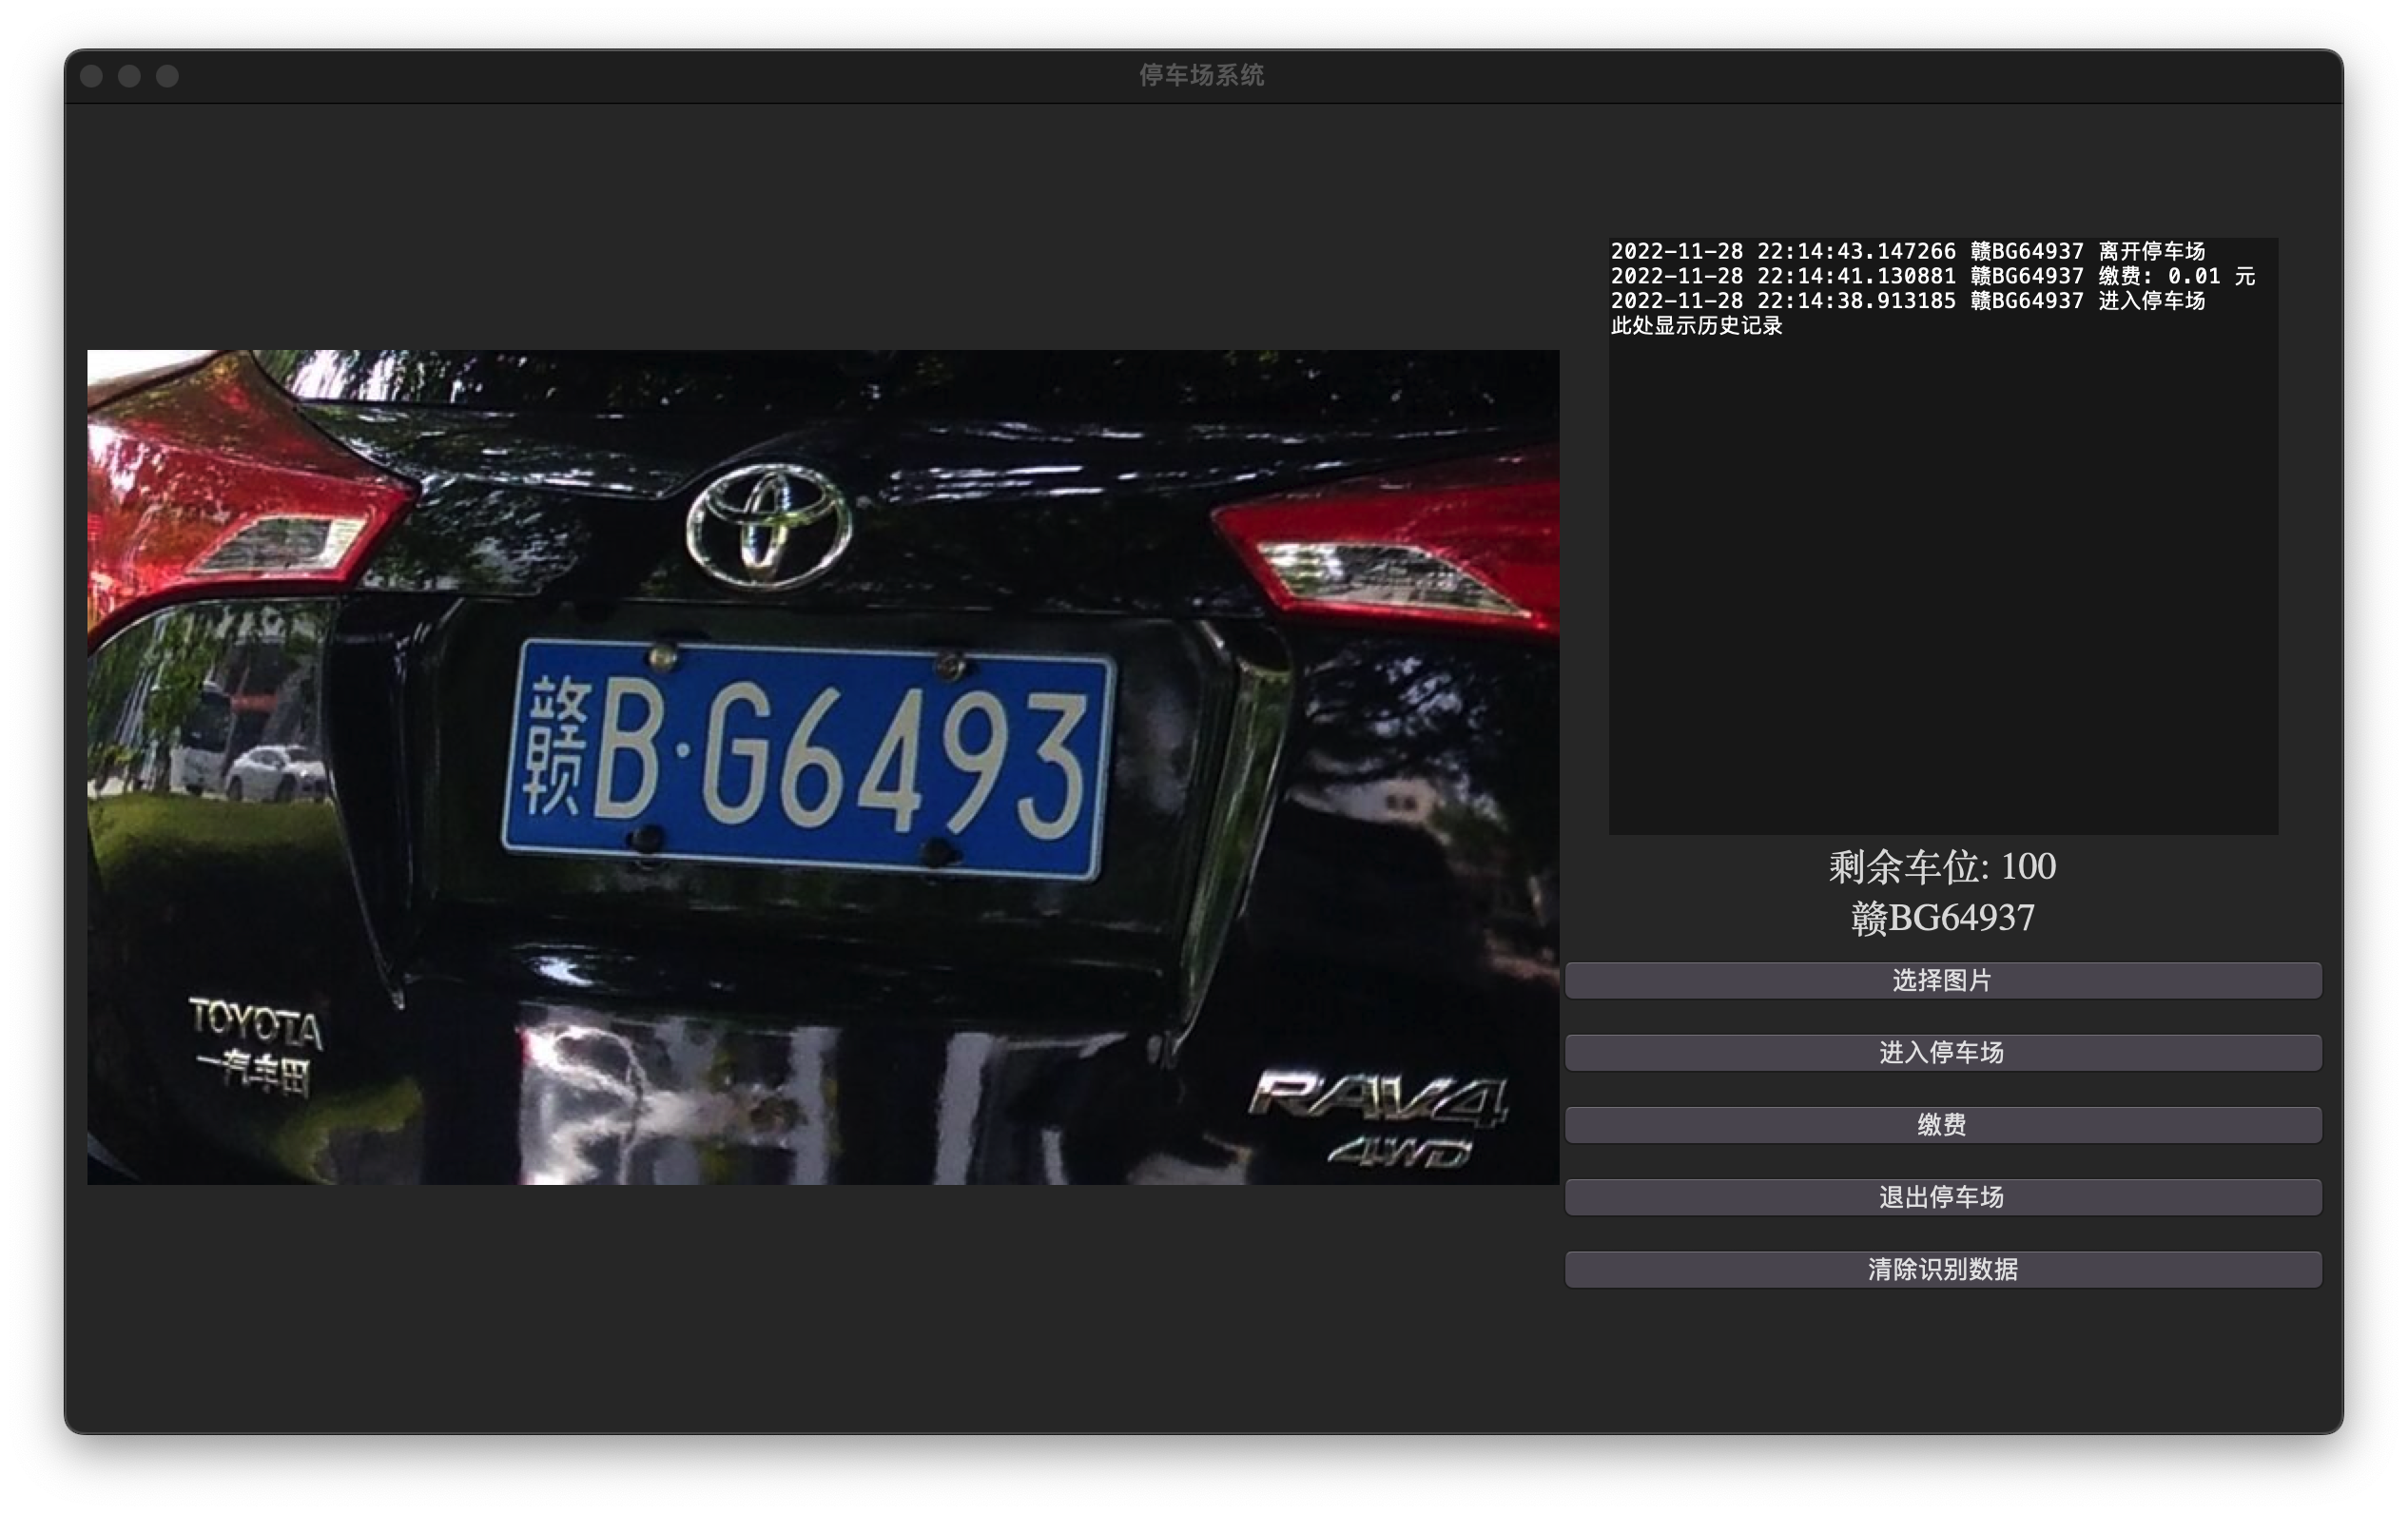 停车场系统
2022-11-28 22:14:43.147266 赣BG64937 离开停车场
2022-11-28 22:14:41.130881 赣BG64937 缴费: 0.01 元
2022-11-28 22:14:38.913185 赣BG64937 进入停车场
此处显示历史记录
赣B·G6493
TOYOTA
一汽丰田
RAV4
4WD
剩余车位: 100
赣BG64937
选择图片
进入停车场
缴费
退出停车场
清除识别数据